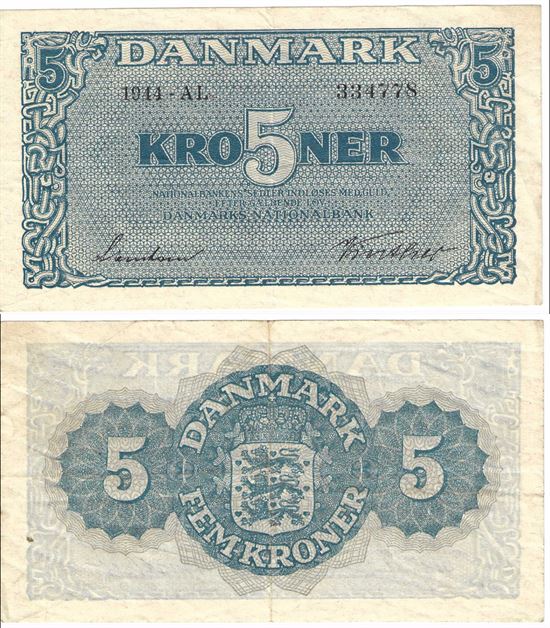 DANMARK
5 5
1944 - AL 334778
KRO5NER
NATIONALBANKENS SEDLER INDLØSES MED GULD
EFTER GÆLDENDE LOV
DANMARKS NATIONALBANK
DANMARK
5 5
FEM KRONER